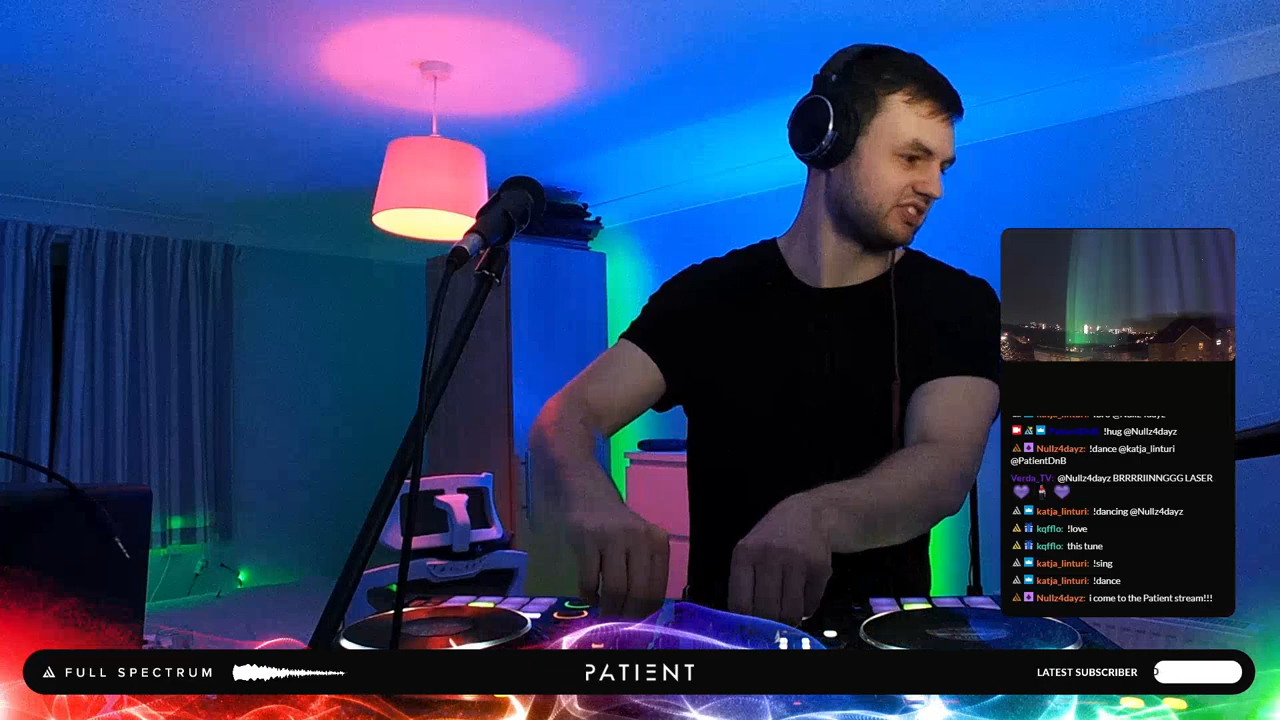 !hug @Nullz4dayz
Nullz4dayz: !dance @katja_linturi
@PatientDnB
Verda_TV: @Nullz4dayz BRRRRIINNGGG LASER
katja_linturi: !dancing @Nullz4dayz
kqfflo: !love
kqfflo: this tune
katja_linturi: !sing
katja_linturi: !dance
Nullz4dayz: i come to the Patient stream!!!
FULL SPECTRUM
PATIENT
LATEST SUBSCRIBER